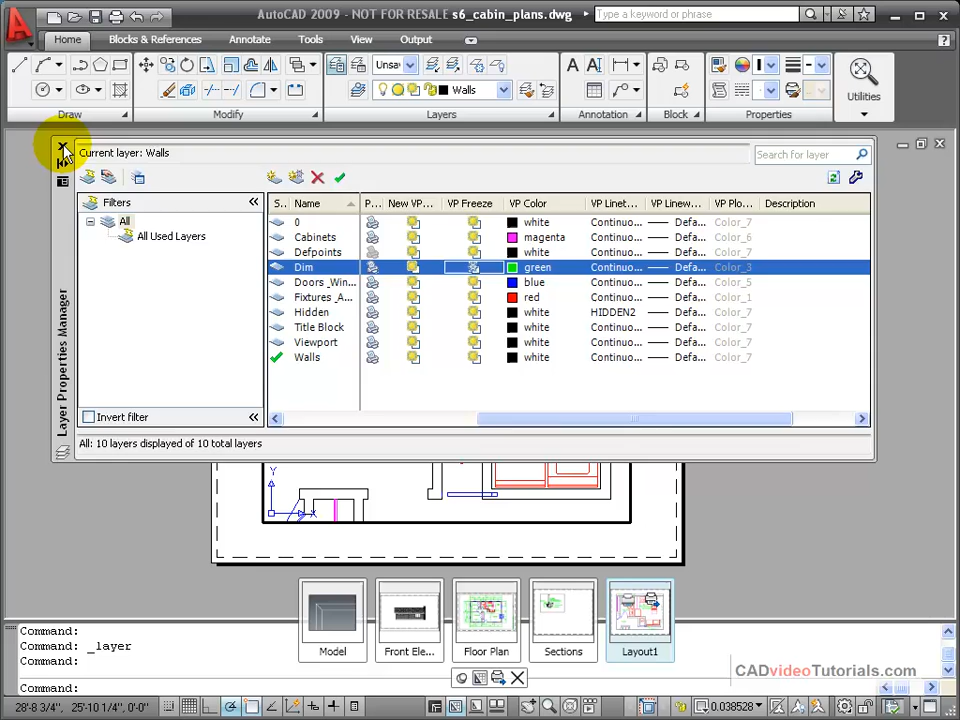 AutoCAD 2009 - NOT FOR RESALE s6_cabin_plans.dwg
Type a keyword or phrase
Home Blocks & References Annotate Tools View Output
Unsa...
Walls
Utilities
Draw Modify Layers Annotation Block Properties
Current layer: Walls
Search for layer
Filters
All
All Used Layers
S.. Name P... New VP... VP Freeze VP Color VP Linet... VP Linew... VP Plo... Description
0 white Continuo... Defa... Color_7
Cabinets magenta Continuo... Defa... Color_6
Defpoints white Continuo... Defa... Color_7
Dim green Continuo... Defa... Color_3
Doors _Win... blue Continuo... Defa... Color_5
Fixtures _A... red Continuo... Defa... Color_1
Hidden white HIDDEN2 Defa... Color_7
Title Block white Continuo... Defa... Color_7
Viewport white Continuo... Defa... Color_7
Walls white Continuo... Defa... Color_7
Invert filter
All: 10 layers displayed of 10 total layers
Layer Properties Manager
Y
X
Model Front Ele... Floor Plan Sections Layout1
Command:
Command: _layer
Command:
Command:
CADvideoTutorials.com
28'-8 3/4", 25'-10 1/4", 0'-0"
0.038528